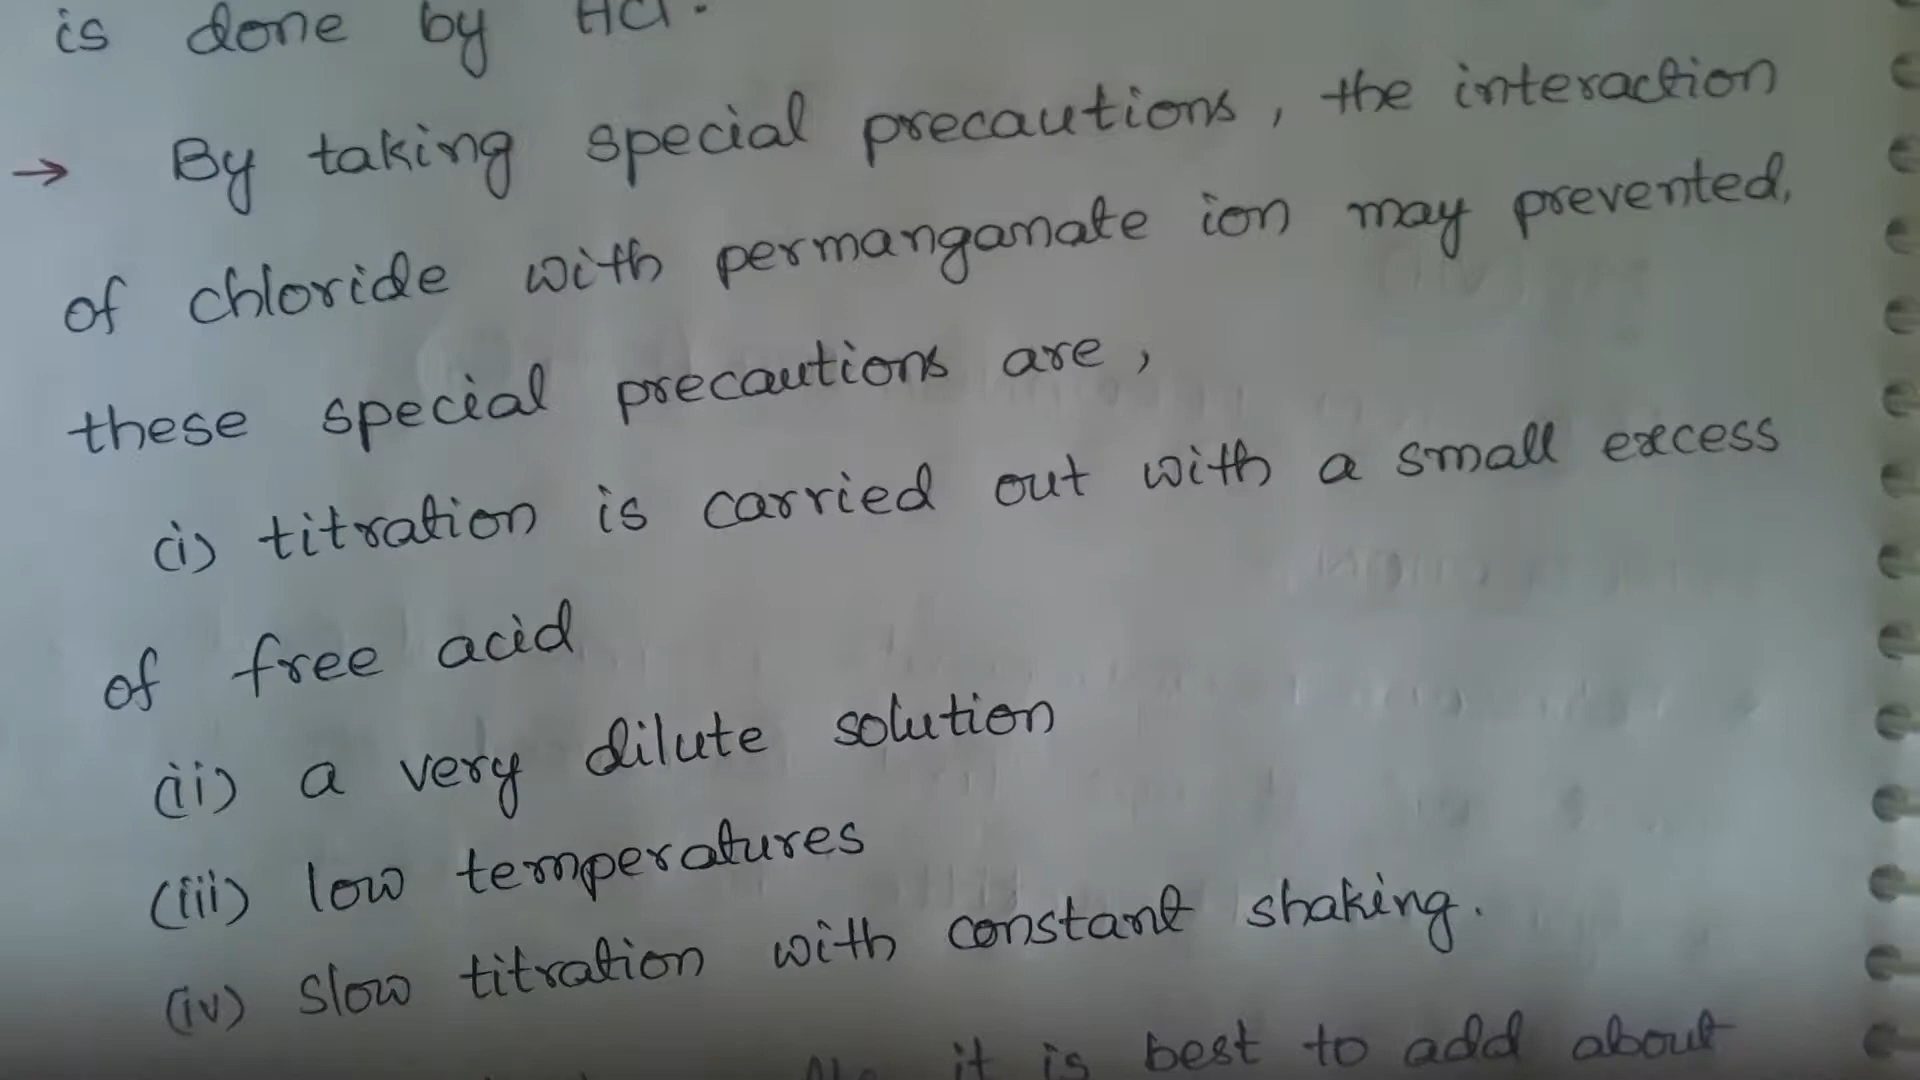 is done by HCl.
→ By taking special precautions, the interaction
of chloride with permanganate ion may prevented,
these special precautions are,
(i) titration is carried out with a small excess
of free acid
(ii) a very dilute solution
(iii) low temperatures
(iv) slow titration with constant shaking.
it is best to add about